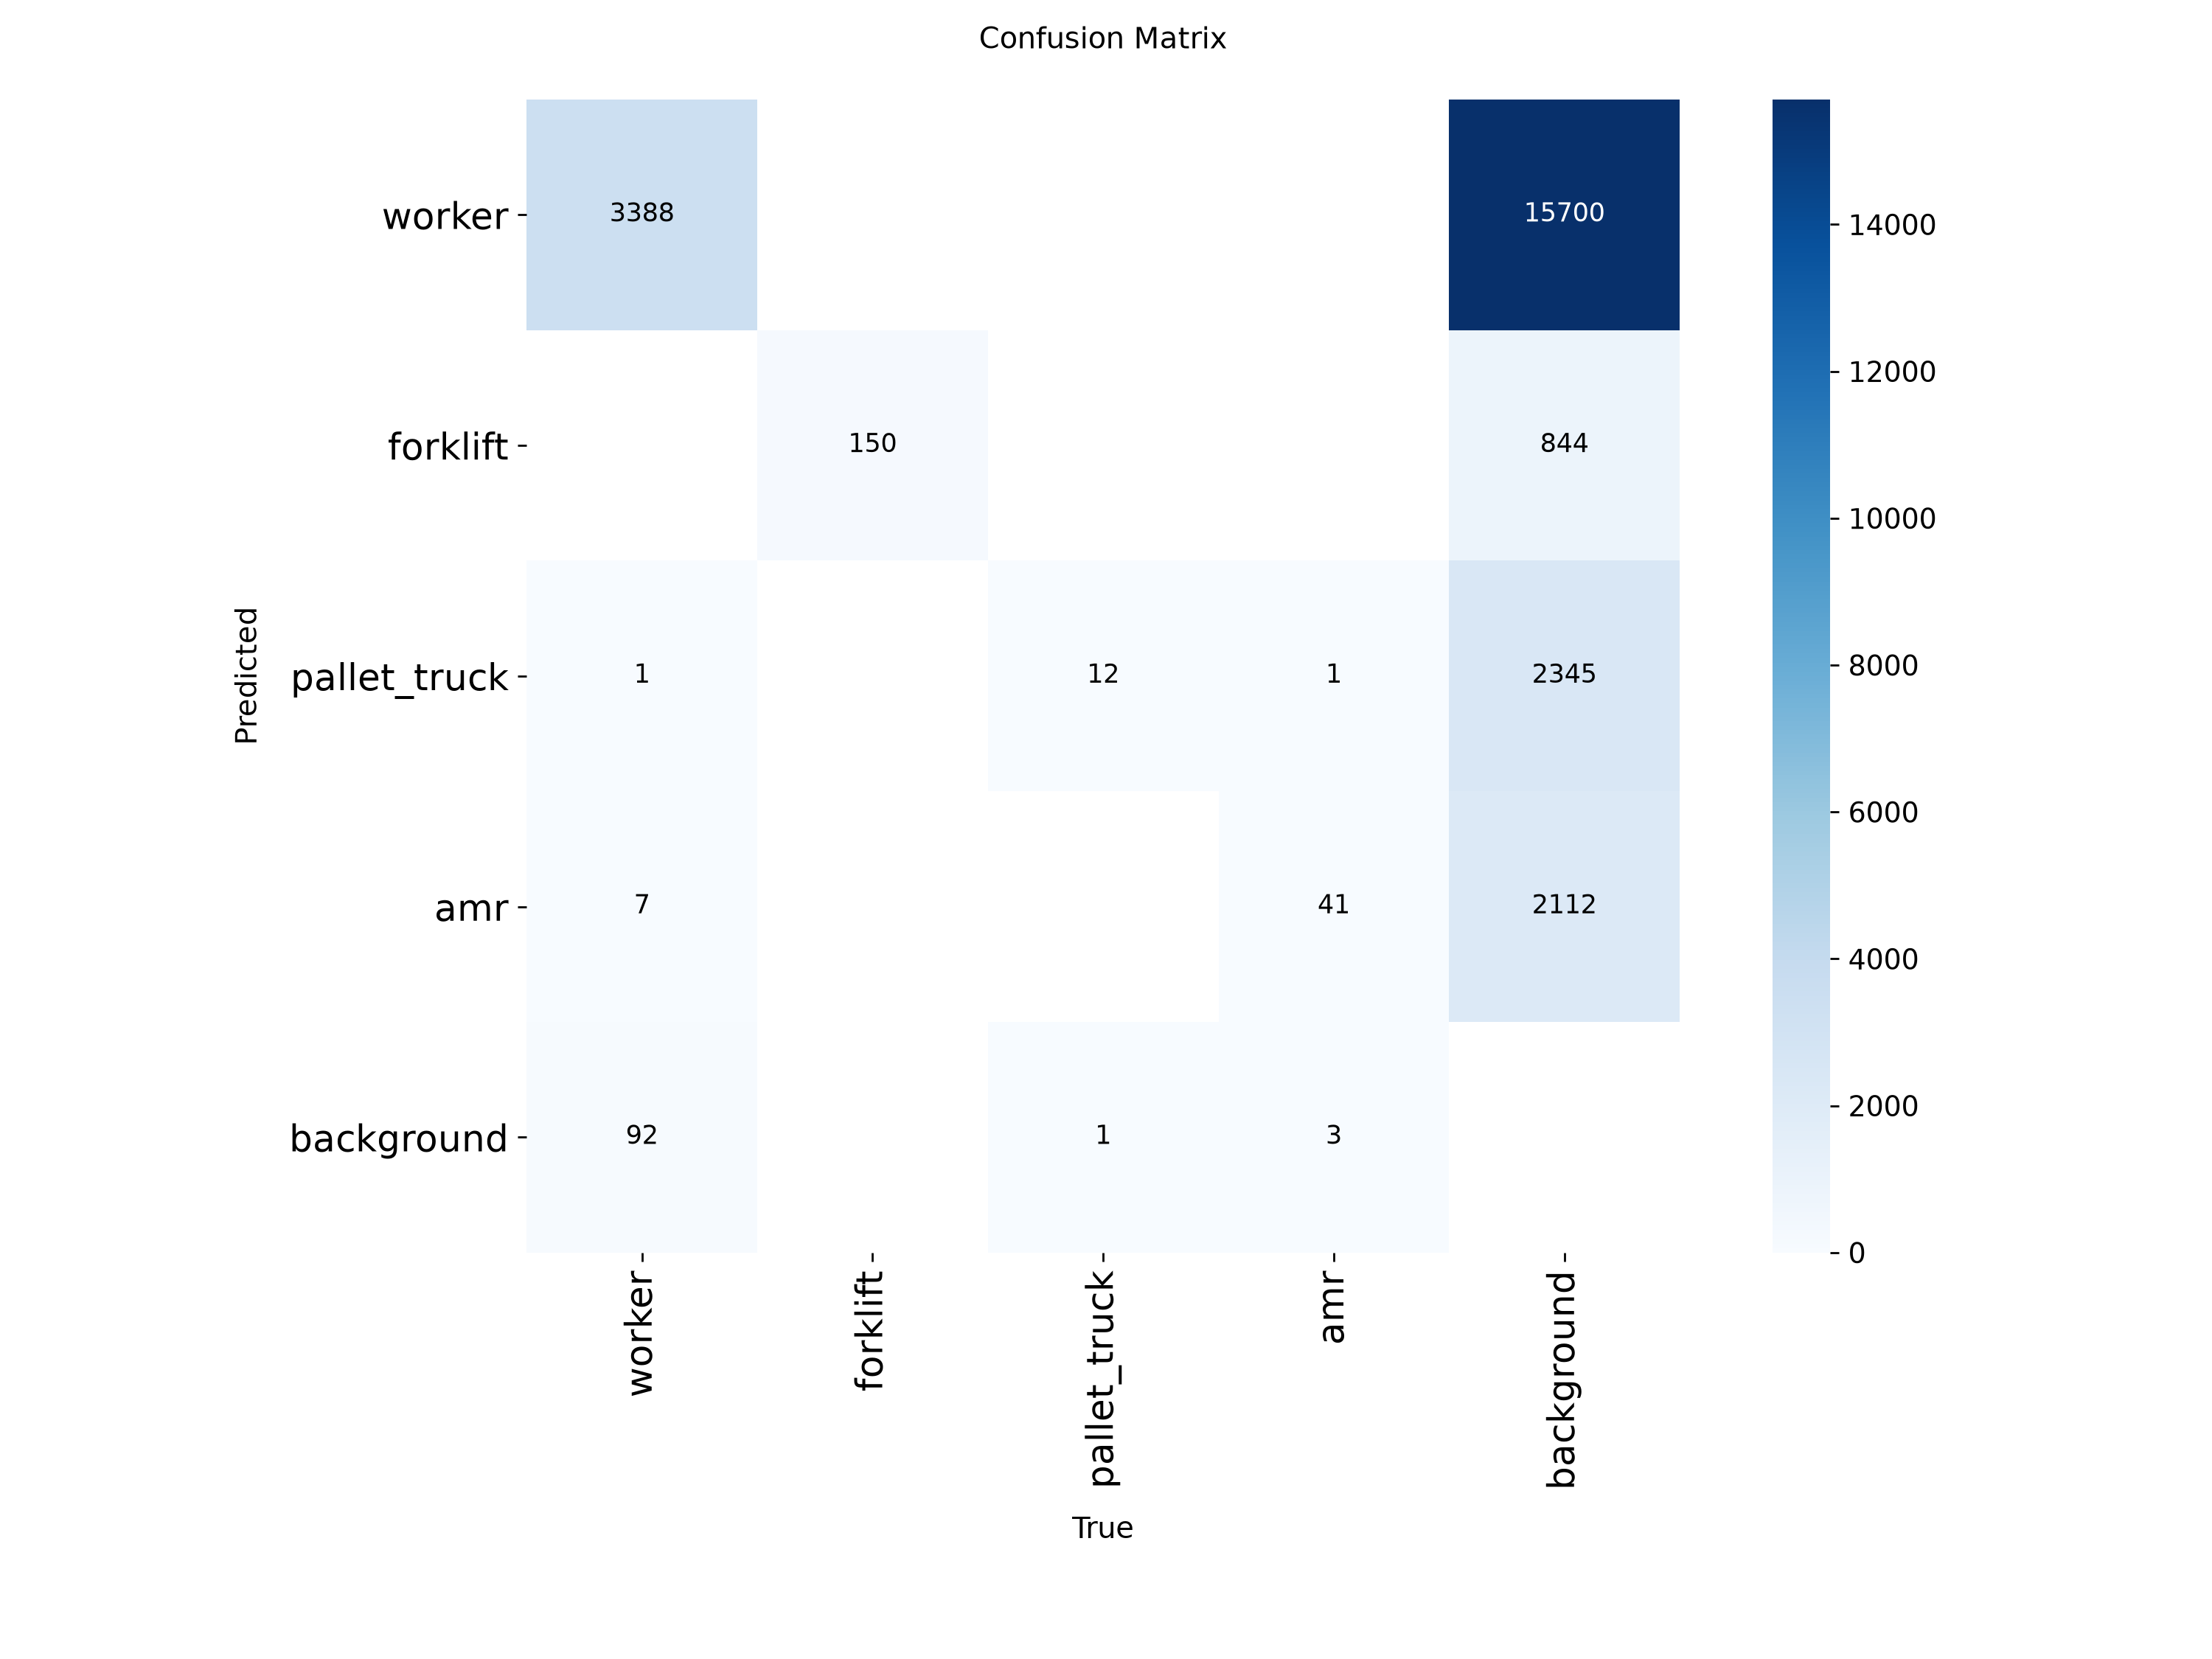 Confusion Matrix
worker
3388
15700
forklift
150
844
pallet_truck
1
12
1
2345
amr
7
41
2112
background
92
1
3
Predicted
worker
forklift
pallet_truck
amr
background
True
14000
12000
10000
8000
6000
4000
2000
0